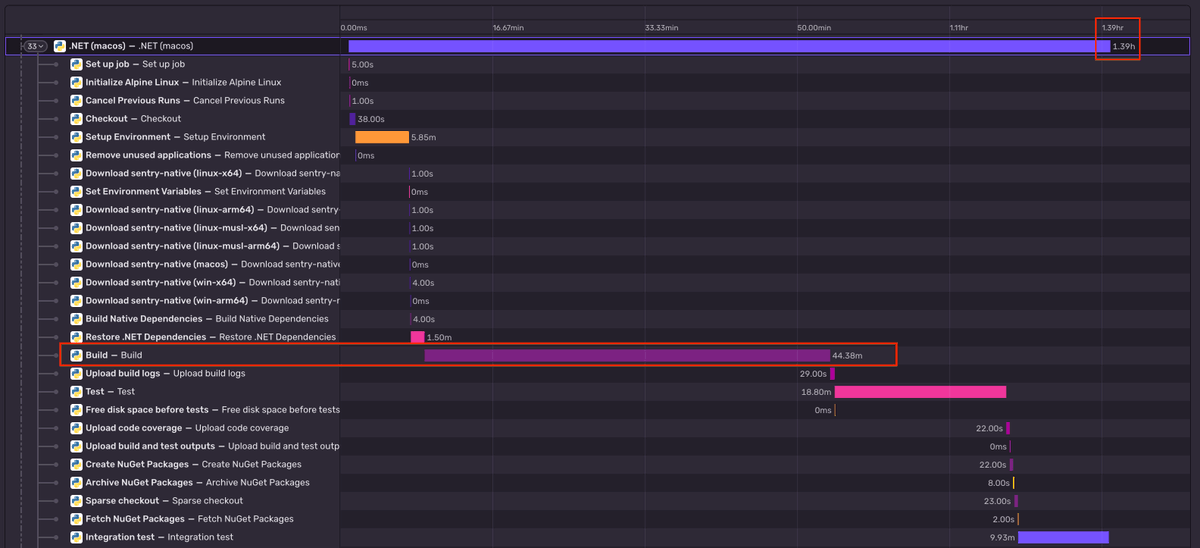 0.00ms 16.67min 33.33min 50.00min 1.11hr 1.39hr
33 .NET (macos) — .NET (macos) 1.39h
Set up job — Set up job 5.00s
Initialize Alpine Linux — Initialize Alpine Linux 0ms
Cancel Previous Runs — Cancel Previous Runs 1.00s
Checkout — Checkout 38.00s
Setup Environment — Setup Environment 5.85m
Remove unused applications — Remove unused application 0ms
Download sentry-native (linux-x64) — Download sentry-na 1.00s
Set Environment Variables — Set Environment Variables 0ms
Download sentry-native (linux-arm64) — Download sentry- 1.00s
Download sentry-native (linux-musl-x64) — Download sen 1.00s
Download sentry-native (linux-musl-arm64) — Download s 1.00s
Download sentry-native (macos) — Download sentry-native 0ms
Download sentry-native (win-x64) — Download sentry-nati 4.00s
Download sentry-native (win-arm64) — Download sentry-r 0ms
Build Native Dependencies — Build Native Dependencies 4.00s
Restore .NET Dependencies — Restore .NET Dependencies 1.50m
Build — Build 44.38m
Upload build logs — Upload build logs 29.00s
Test — Test 18.80m
Free disk space before tests — Free disk space before tests 0ms
Upload code coverage — Upload code coverage 22.00s
Upload build and test outputs — Upload build and test outp 0ms
Create NuGet Packages — Create NuGet Packages 22.00s
Archive NuGet Packages — Archive NuGet Packages 8.00s
Sparse checkout — Sparse checkout 23.00s
Fetch NuGet Packages — Fetch NuGet Packages 2.00s
Integration test — Integration test 9.93m